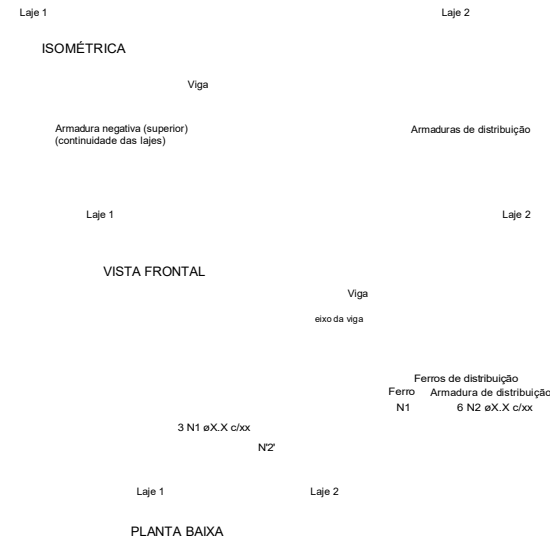 Laje 1
Laje 2
ISOMÉTRICA
Viga
Armadura negativa (superior)
(continuidade das lajes)
Armaduras de distribuição
Laje 1
Laje 2
VISTA FRONTAL
Viga
eixo da viga
Ferros de distribuição
Ferro Armadura de distribuição
N1 6 N2 øX.X c/xx
3 N1 øX.X c/xx
N'2'
Laje 1
Laje 2
PLANTA BAIXA